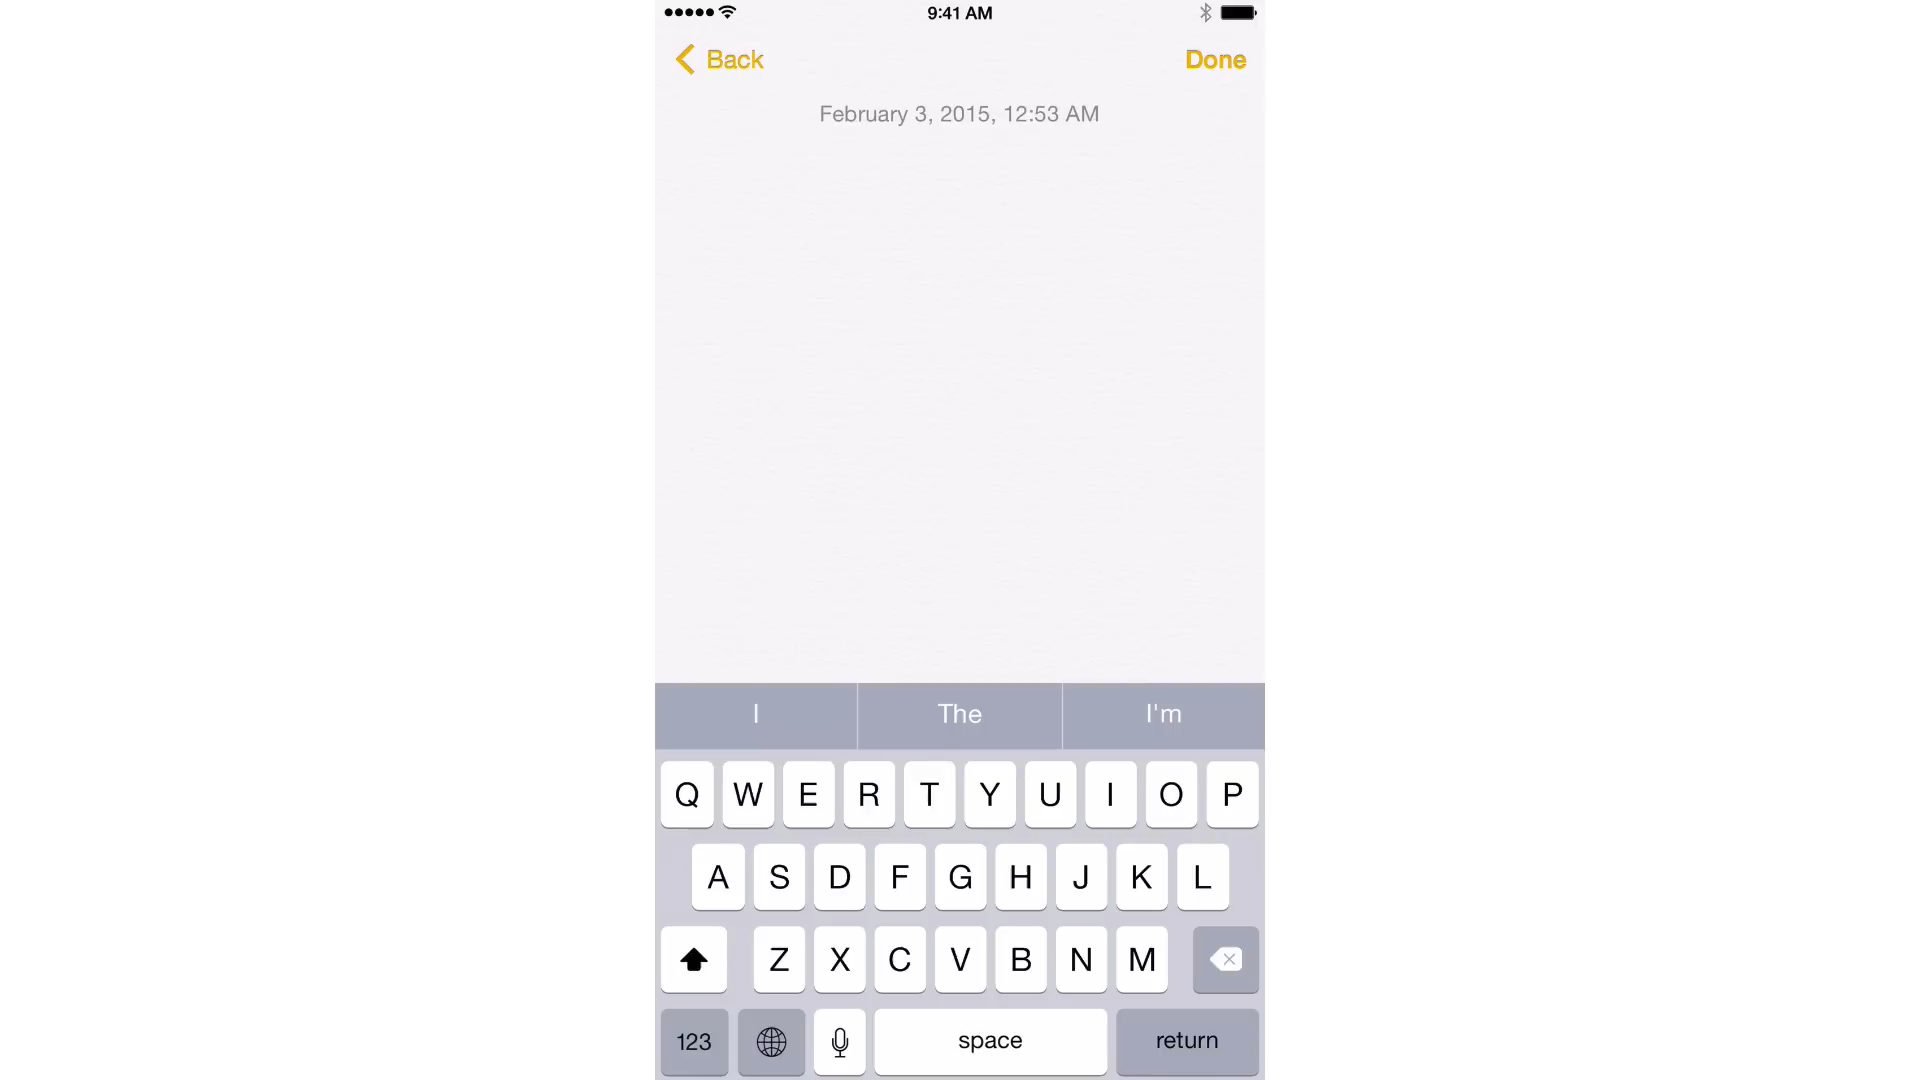 9:41 AM
Back Done
February 3, 2015, 12:53 AM
I The I'm
Q W E R T Y U I O P
A S D F G H J K L
Z X C V B N M
123 space return